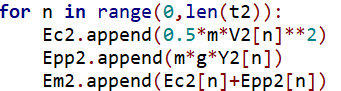 for n in range(0,len(t2)):
    Ec2.append(0.5*m*V2[n]**2)
    Epp2.append(m*g*Y2[n])
    Em2.append(Ec2[n]+Epp2[n])